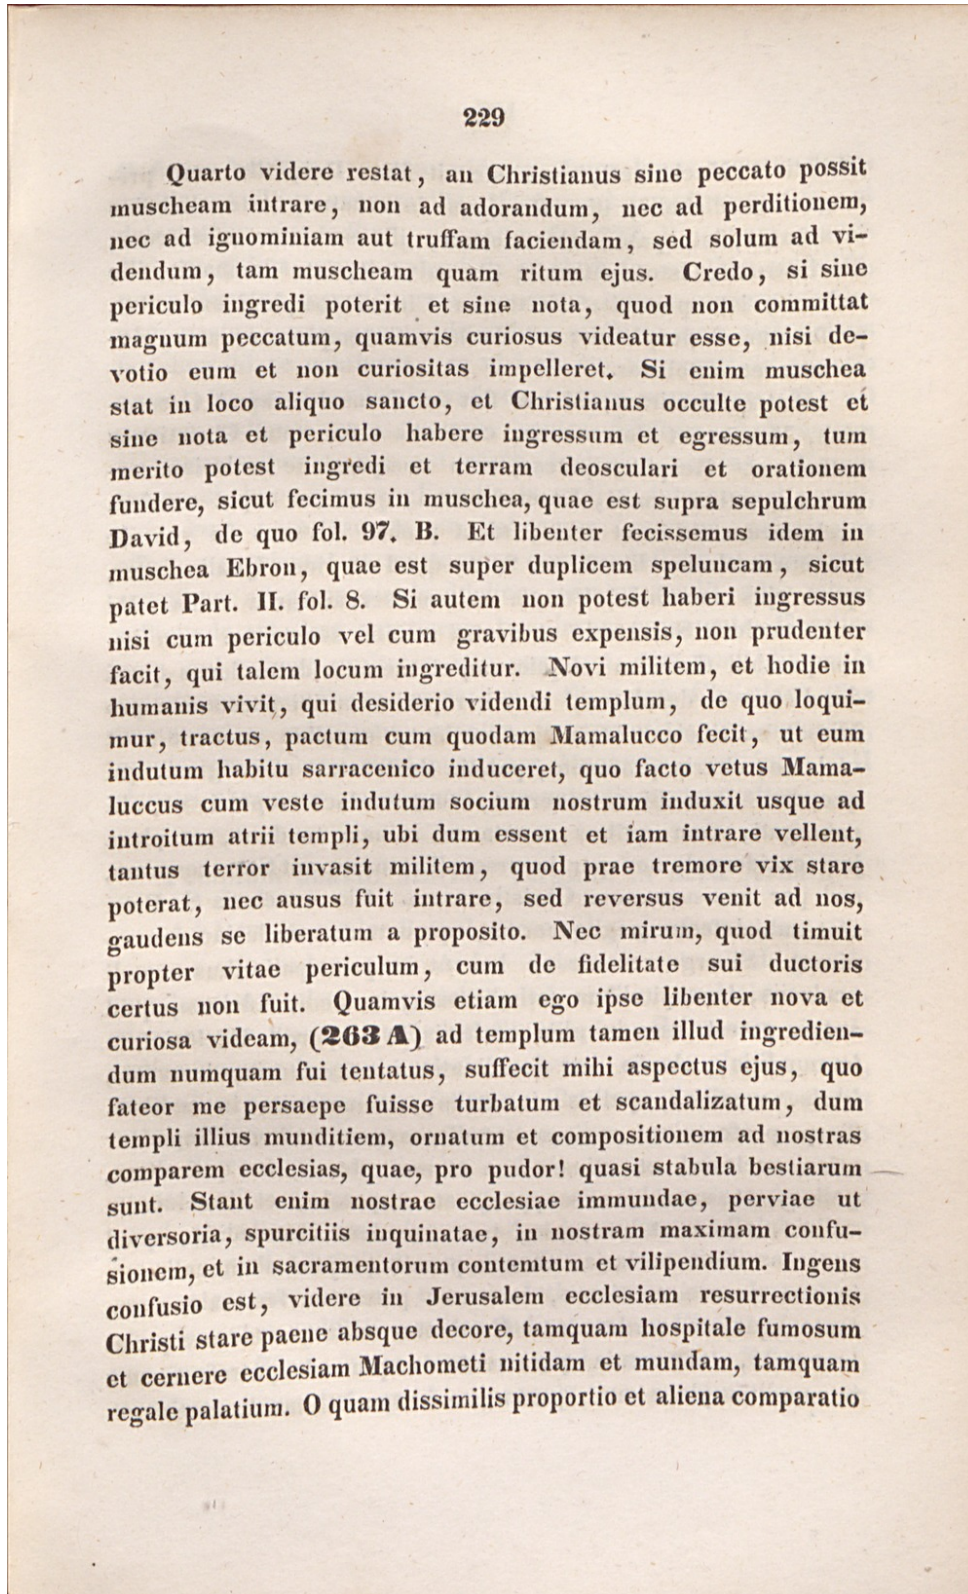 229
Quarto videre restat, an Christianus sine peccato possit
muscheam intrare, non ad adorandum, nec ad perditionem,
nec ad ignominiam aut truffam faciendam, sed solum ad vi-
dendum, tam muscheam quam ritum ejus. Credo, si sine
periculo ingredi poterit et sine nota, quod non committat
magnum peccatum, quamvis curiosus videatur esse, nisi de-
votio eum et non curiositas impelleret. Si enim muschea
stat in loco aliquo sancto, et Christianus occulte potest et
sine nota et periculo habere ingressum et egressum, tum
merito potest ingredi et terram deosculari et orationem
fundere, sicut fecimus in muschea, quae est supra sepulchrum
David, de quo fol. 97. B. Et libenter fecissemus idem in
muschea Ebron, quae est super duplicem speluncam, sicut
patet Part. II. fol. 8. Si autem non potest haberi ingressus
nisi cum periculo vel cum gravibus expensis, non prudenter
facit, qui talem locum ingreditur. Novi militem, et hodie in
humanis vivit, qui desiderio videndi templum, de quo loqui-
mur, tractus, pactum cum quodam Mamalucco fecit, ut eum
indutum habitu sarracenico induceret, quo facto vetus Mama-
luccus cum veste indutum socium nostrum induxit usque ad
introitum atrii templi, ubi dum essent et iam intrare vellent,
tantus terror invasit militem, quod prae tremore vix stare
poterat, nec ausus fuit intrare, sed reversus venit ad nos,
gaudens se liberatum a proposito. Nec mirum, quod timuit
propter vitae periculum, cum de fidelitate sui ductoris
certus non fuit. Quamvis etiam ego ipse libenter nova et
curiosa videam, (263 A) ad templum tamen illud ingredien-
dum numquam fui tentatus, suffecit mihi aspectus ejus, quo
fateor me persaepe fuisse turbatum et scandalizatum, dum
templi illius munditiem, ornatum et compositionem ad nostras
comparem ecclesias, quae, pro pudor! quasi stabula bestiarum
sunt. Stant enim nostrae ecclesiae immundae, perviae ut
diversoria, spurcitiis inquinatae, in nostram maximam confu-
sionem, et in sacramentorum contemtum et vilipendium. Ingens
confusio est, videre in Jerusalem ecclesiam resurrectionis
Christi stare paene absque decore, tamquam hospitale fumosum
et cernere ecclesiam Machometi nitidam et mundam, tamquam
regale palatium. O quam dissimilis proportio et aliena comparatio